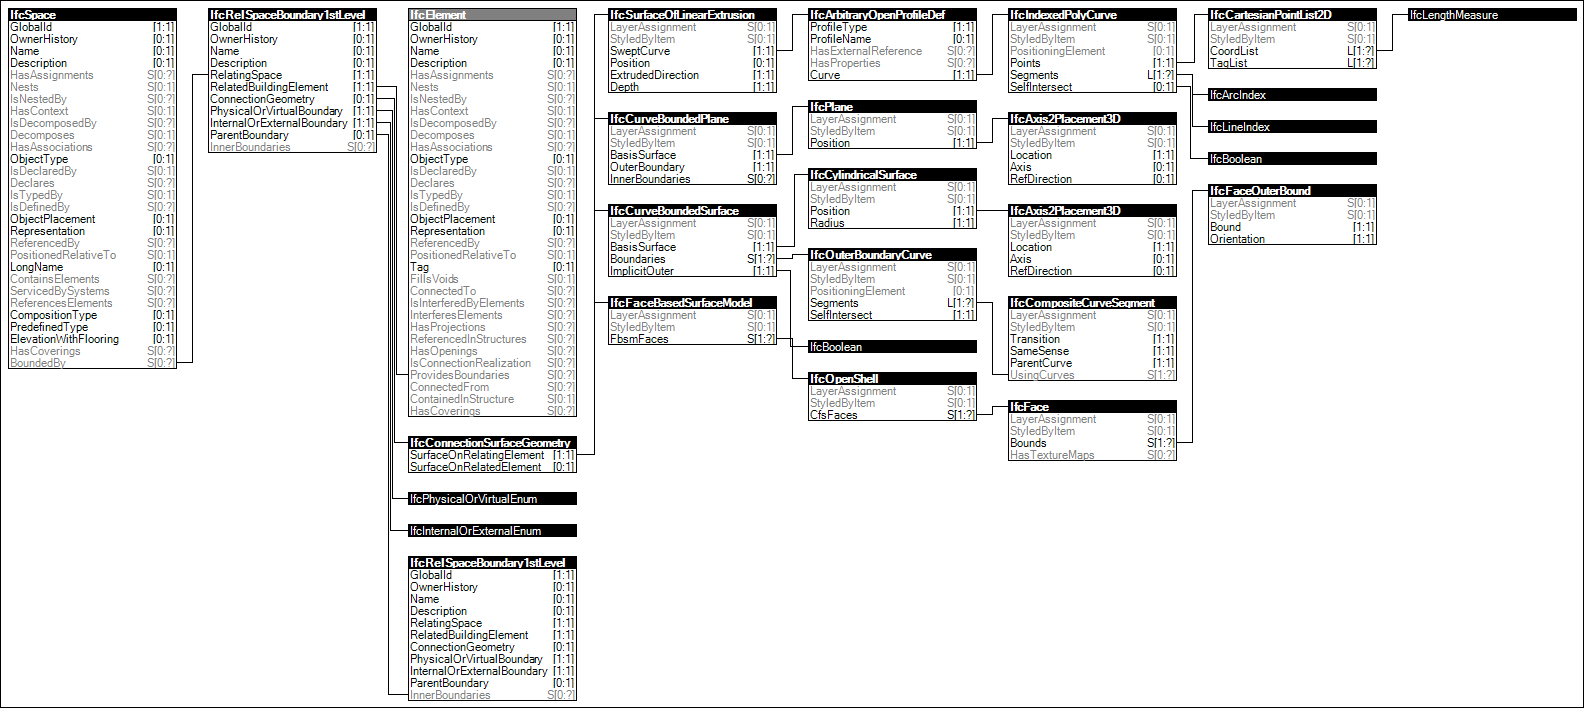 IfcSpace
GlobalId [1:1]
OwnerHistory [0:1]
Name [0:1]
Description [0:1]
HasAssignments S[0:?]
Nests S[0:1]
IsNestedBy S[0:?]
HasContext S[0:1]
IsDecomposedBy S[0:?]
Decomposes S[0:1]
HasAssociations S[0:?]
ObjectType [0:1]
IsDeclaredBy S[0:1]
Declares S[0:?]
IsTypedBy S[0:1]
IsDefinedBy S[0:?]
ObjectPlacement [0:1]
Representation [0:1]
ReferencedBy S[0:?]
PositionedRelativeTo S[0:1]
LongName [0:1]
ContainsElements S[0:?]
ServicedBySystems S[0:?]
ReferencesElements S[0:?]
CompositionType [0:1]
PredefinedType [0:1]
ElevationWithFlooring [0:1]
HasCoverings S[0:?]
BoundedBy S[0:?]
IfcRelSpaceBoundary1stLevel
GlobalId [1:1]
OwnerHistory [0:1]
Name [0:1]
Description [0:1]
RelatingSpace [1:1]
RelatedBuildingElement [1:1]
ConnectionGeometry [0:1]
PhysicalOrVirtualBoundary [1:1]
InternalOrExternalBoundary [1:1]
ParentBoundary [0:1]
InnerBoundaries S[0:?]
IfcElement
GlobalId [1:1]
OwnerHistory [0:1]
Name [0:1]
Description [0:1]
HasAssignments S[0:?]
Nests S[0:1]
IsNestedBy S[0:?]
HasContext S[0:1]
IsDecomposedBy S[0:?]
Decomposes S[0:1]
HasAssociations S[0:?]
ObjectType [0:1]
IsDeclaredBy S[0:1]
Declares S[0:?]
IsTypedBy S[0:1]
IsDefinedBy S[0:?]
ObjectPlacement [0:1]
Representation [0:1]
ReferencedBy S[0:?]
PositionedRelativeTo S[0:1]
Tag [0:1]
FillsVoids S[0:1]
ConnectedTo S[0:?]
IsInterferedByElements S[0:?]
InterferesElements S[0:?]
HasProjections S[0:?]
ReferencedInStructures S[0:?]
HasOpenings S[0:?]
IsConnectionRealization S[0:?]
ProvidesBoundaries S[0:?]
ConnectedFrom S[0:?]
ContainedInStructure S[0:1]
HasCoverings S[0:?]
IfcConnectionSurfaceGeometry
SurfaceOnRelatingElement [1:1]
SurfaceOnRelatedElement [0:1]
IfcPhysicalOrVirtualEnum
IfcInternalOrExternalEnum
IfcRelSpaceBoundary1stLevel
GlobalId [1:1]
OwnerHistory [0:1]
Name [0:1]
Description [0:1]
RelatingSpace [1:1]
RelatedBuildingElement [1:1]
ConnectionGeometry [0:1]
PhysicalOrVirtualBoundary [1:1]
InternalOrExternalBoundary [1:1]
ParentBoundary [0:1]
InnerBoundaries S[0:?]
IfcSurfaceOfLinearExtrusion
LayerAssignment S[0:1]
StyledByItem S[0:1]
SweptCurve [1:1]
Position [0:1]
ExtrudedDirection [1:1]
Depth [1:1]
IfcCurveBoundedPlane
LayerAssignment S[0:1]
StyledByItem S[0:1]
BasisSurface [1:1]
OuterBoundary [1:1]
InnerBoundaries S[0:?]
IfcCurveBoundedSurface
LayerAssignment S[0:1]
StyledByItem S[0:1]
BasisSurface [1:1]
Boundaries S[1:?]
ImplicitOuter [1:1]
IfcFaceBasedSurfaceModel
LayerAssignment S[0:1]
StyledByItem S[0:1]
FbsmFaces S[1:?]
IfcArbitraryOpenProfileDef
ProfileType [1:1]
ProfileName [0:1]
HasExternalReference S[0:?]
HasProperties S[0:?]
Curve [1:1]
IfcPlane
LayerAssignment S[0:1]
StyledByItem S[0:1]
Position [1:1]
IfcCylindricalSurface
LayerAssignment S[0:1]
StyledByItem S[0:1]
Position [1:1]
Radius [1:1]
IfcOuterBoundaryCurve
LayerAssignment S[0:1]
StyledByItem S[0:1]
PositioningElement [0:1]
Segments L[1:?]
SelfIntersect [1:1]
IfcBoolean
IfcOpenShell
LayerAssignment S[0:1]
StyledByItem S[0:1]
CfsFaces S[1:?]
IfcIndexedPolyCurve
LayerAssignment S[0:1]
StyledByItem S[0:1]
PositioningElement [0:1]
Points [1:1]
Segments L[1:?]
SelfIntersect [0:1]
IfcAxis2Placement3D
LayerAssignment S[0:1]
StyledByItem S[0:1]
Location [1:1]
Axis [0:1]
RefDirection [0:1]
IfcAxis2Placement3D
LayerAssignment S[0:1]
StyledByItem S[0:1]
Location [1:1]
Axis [0:1]
RefDirection [0:1]
IfcCompositeCurveSegment
LayerAssignment S[0:1]
StyledByItem S[0:1]
Transition [1:1]
SameSense [1:1]
ParentCurve [1:1]
UsingCurves S[1:?]
IfcFace
LayerAssignment S[0:1]
StyledByItem S[0:1]
Bounds S[1:?]
HasTextureMaps S[0:?]
IfcCartesianPointList2D
LayerAssignment S[0:1]
StyledByItem S[0:1]
CoordList L[1:?]
TagList L[1:?]
IfcArcIndex
IfcLineIndex
IfcBoolean
IfcFaceOuterBound
LayerAssignment S[0:1]
StyledByItem S[0:1]
Bound [1:1]
Orientation [1:1]
IfcLengthMeasure